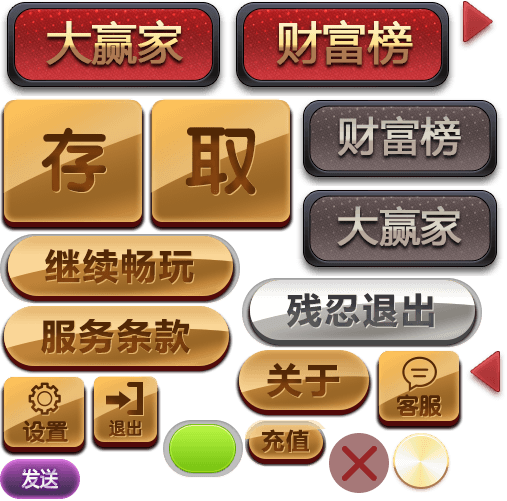 大赢家
财富榜
存
取
财富榜
大赢家
继续畅玩
残忍退出
服务条款
关于
客服
设置
退出
充值
发送